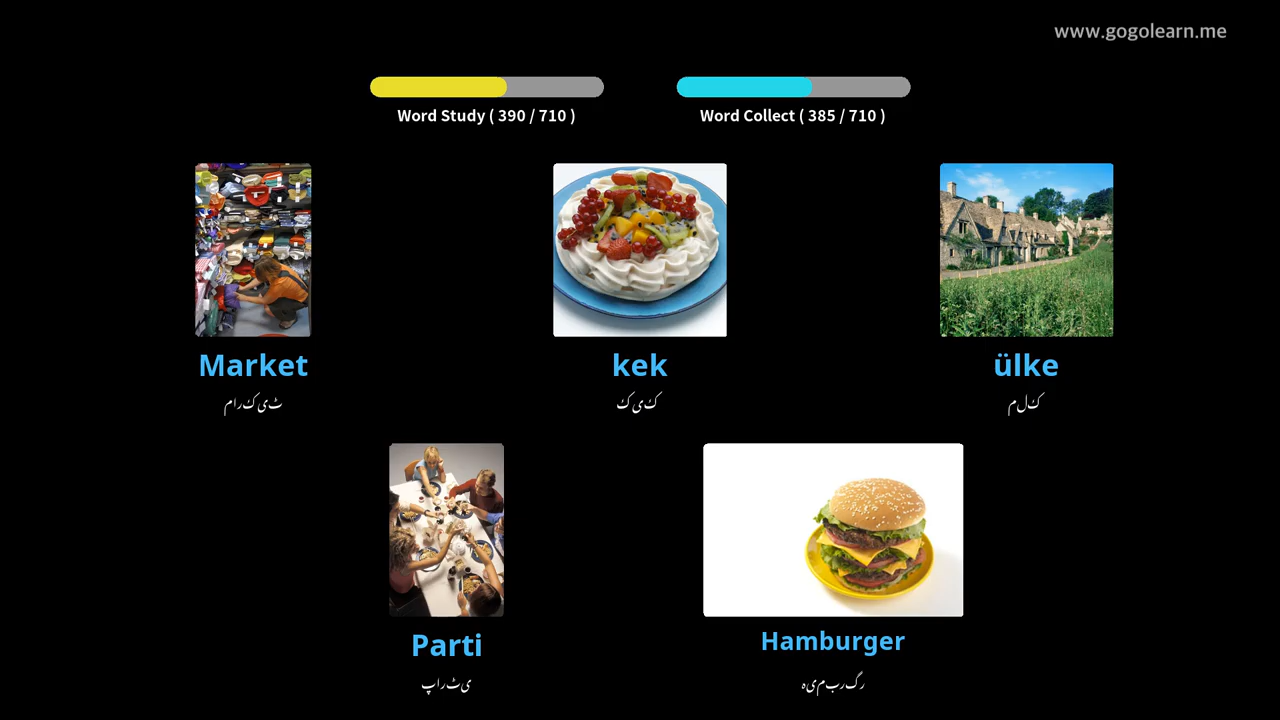 www.gogolearn.me
Word Study ( 390 / 710 )
Word Collect ( 385 / 710 )
Market
ٹیکرام
kek
کیک
ülke
کلم
Parti
یٹراپ
Hamburger
رگربمیہ